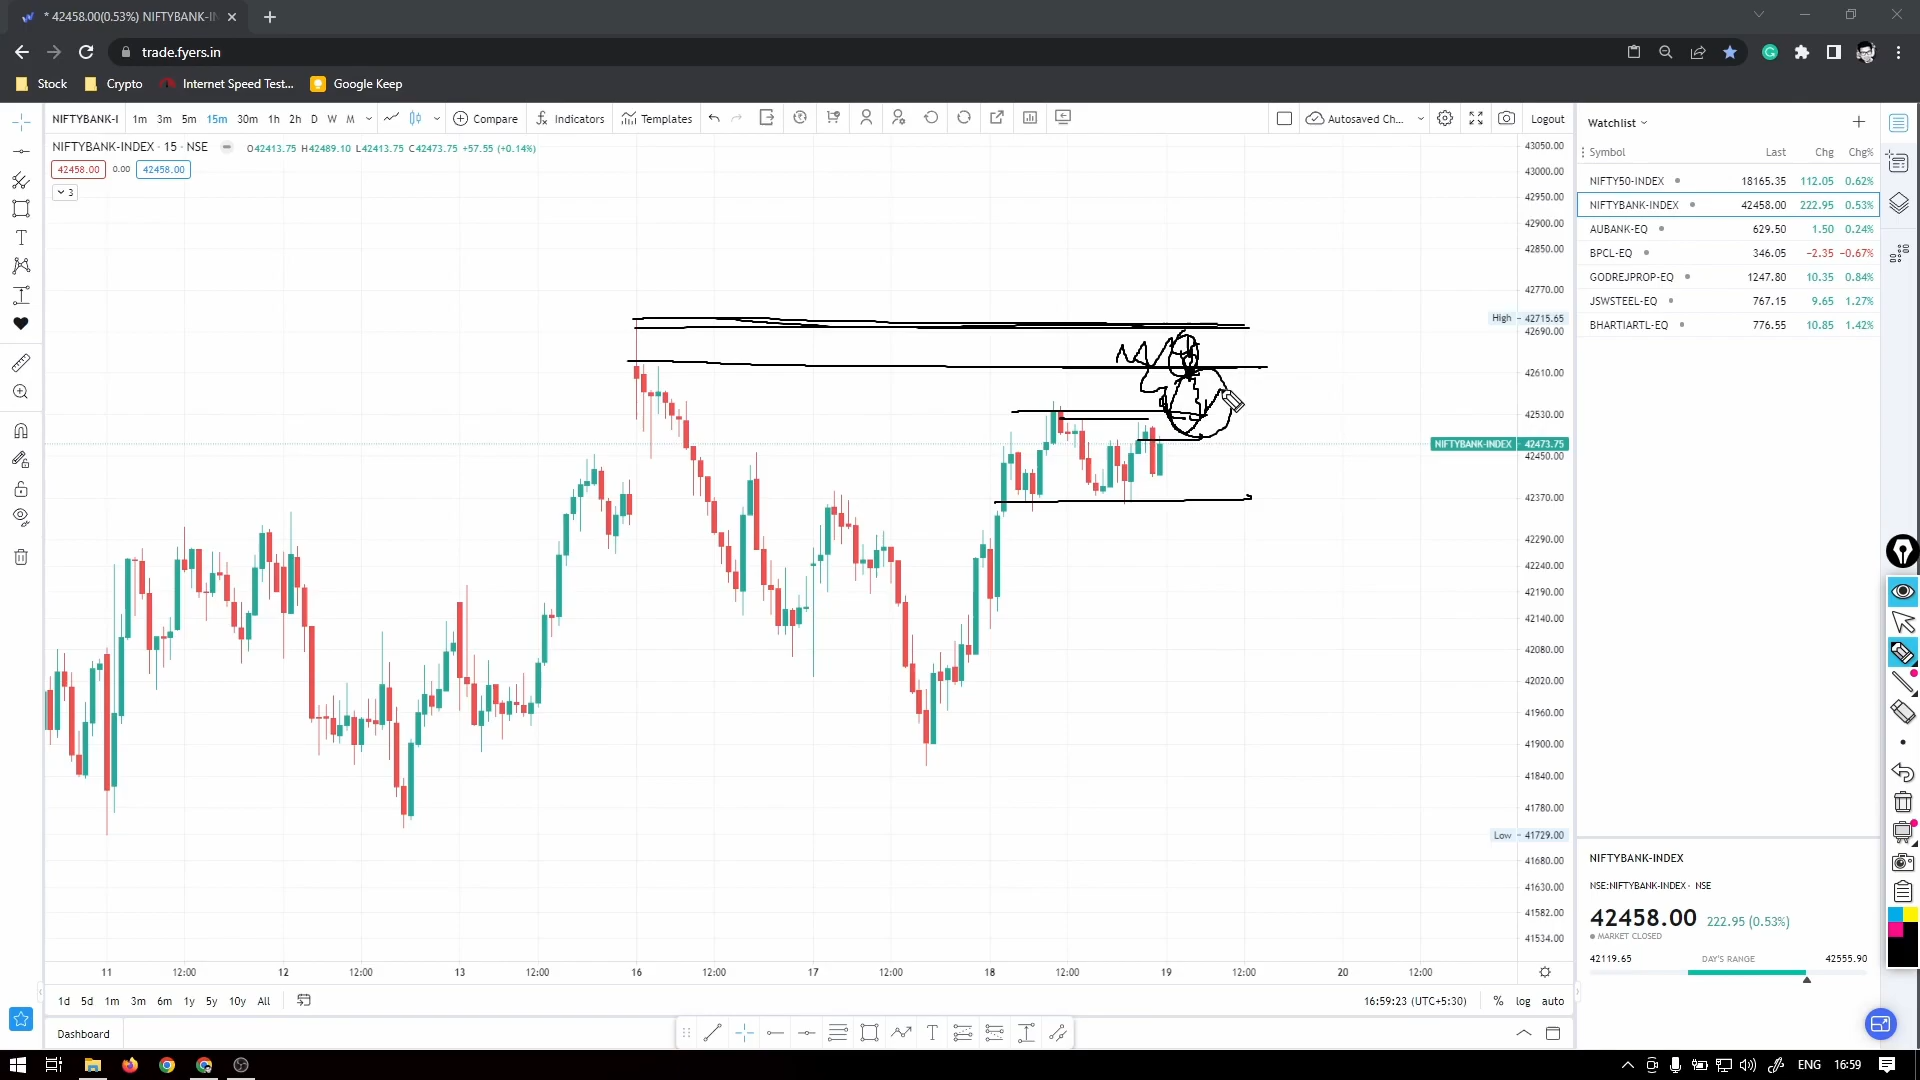 * 42458.00(0.53%) NIFTYBANK-IN
trade.fyers.in
Stock Crypto Internet Speed Test... Google Keep
NIFTYBANK-I 1m 3m 5m 15m 30m 1h 2h D W M Compare Indicators Templates Autosaved Ch... Logout
NIFTYBANK-INDEX · 15 · NSE O42413.75 H42489.10 L42413.75 C42473.75 +57.55 (+0.14%)
42458.00 0.00 42458.00
3
43050.00
43000.00
42950.00
42900.00
42850.00
42770.00
High 42715.65
42690.00
42610.00
42530.00
NIFTYBANK-INDEX 42473.75
42450.00
42370.00
42290.00
42240.00
42190.00
42140.00
42080.00
42020.00
41960.00
41900.00
41840.00
41780.00
Low 41729.00
41680.00
41630.00
41582.00
41534.00
11 12:00 12 12:00 13 12:00 16 12:00 17 12:00 18 12:00 19 12:00 20 12:00
1d 5d 1m 3m 6m 1y 5y 10y All 16:59:23 (UTC+5:30) % log auto
Dashboard
Watchlist
Symbol Last Chg Chg%
NIFTY50-INDEX 18165.35 112.05 0.62%
NIFTYBANK-INDEX 42458.00 222.95 0.53%
AUBANK-EQ 629.50 1.50 0.24%
BPCL-EQ 346.05 −2.35 −0.67%
GODREJPROP-EQ 1247.80 10.35 0.84%
JSWSTEEL-EQ 767.15 9.65 1.27%
BHARTIARTL-EQ 776.55 10.85 1.42%
NIFTYBANK-INDEX
NSE:NIFTYBANK-INDEX · NSE
42458.00 222.95 (0.53%)
MARKET CLOSED
42119.65 DAY'S RANGE 42555.90
ENG 16:59